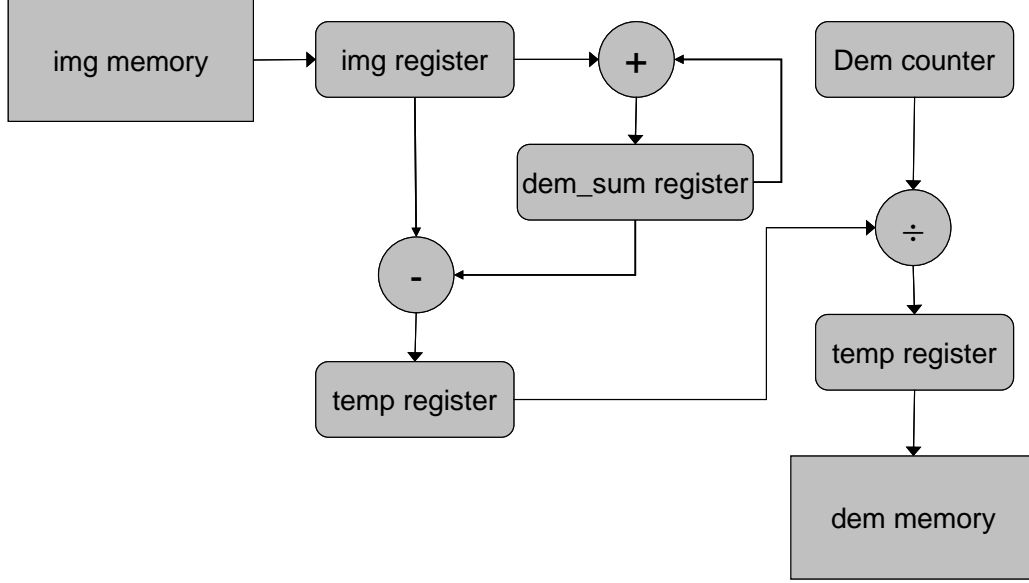 img memory
img register
+
Dem counter
dem_sum register
÷
-
temp register
temp register
dem memory